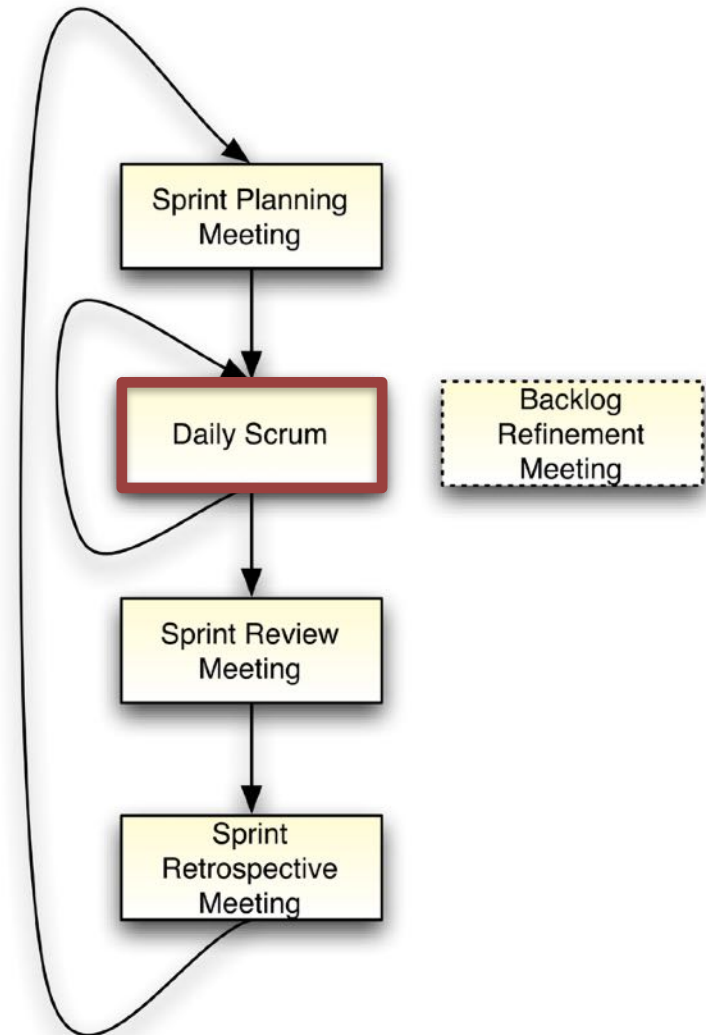 Sprint Planning
Meeting
Daily Scrum
Backlog
Refinement
Meeting
Sprint Review
Meeting
Sprint
Retrospective
Meeting